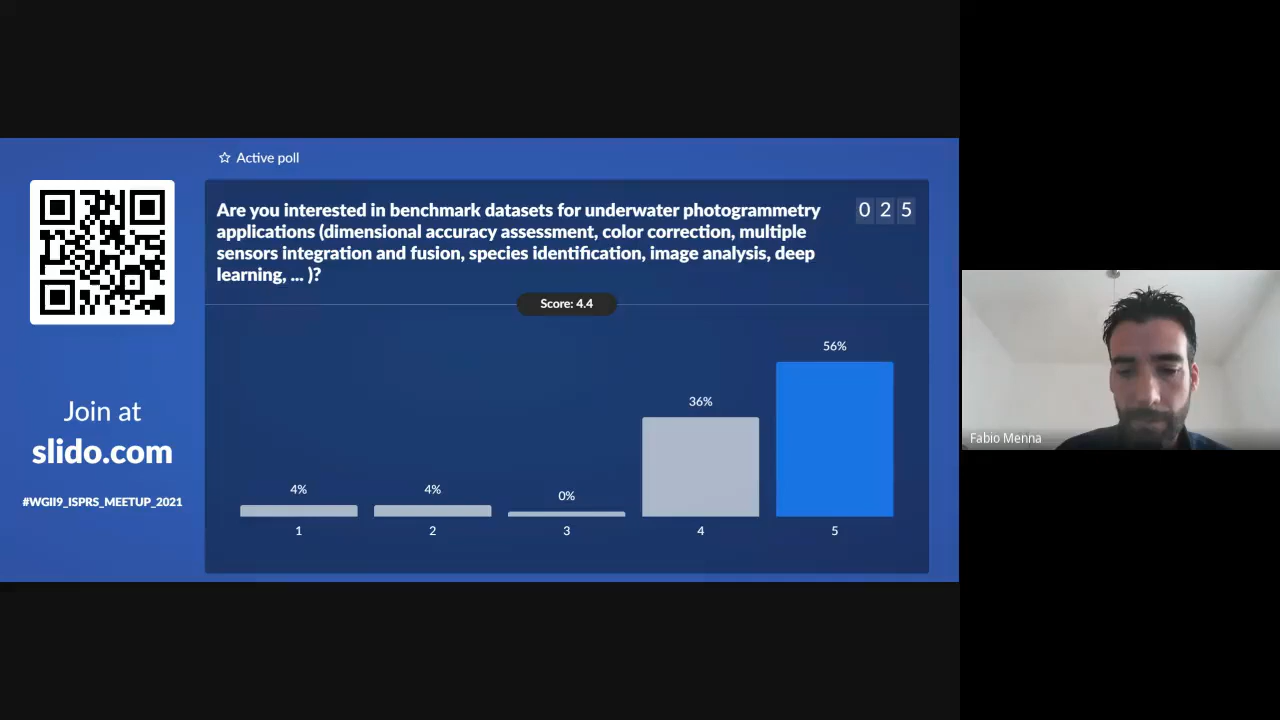 Active poll
Are you interested in benchmark datasets for underwater photogrammetry
applications (dimensional accuracy assessment, color correction, multiple
sensors integration and fusion, species identification, image analysis, deep
learning, ... )?
0 2 5
Score: 4.4
4%
4%
0%
36%
56%
1
2
3
4
5
Join at
slido.com
#WGII9_ISPRS_MEETUP_2021
Fabio Menna